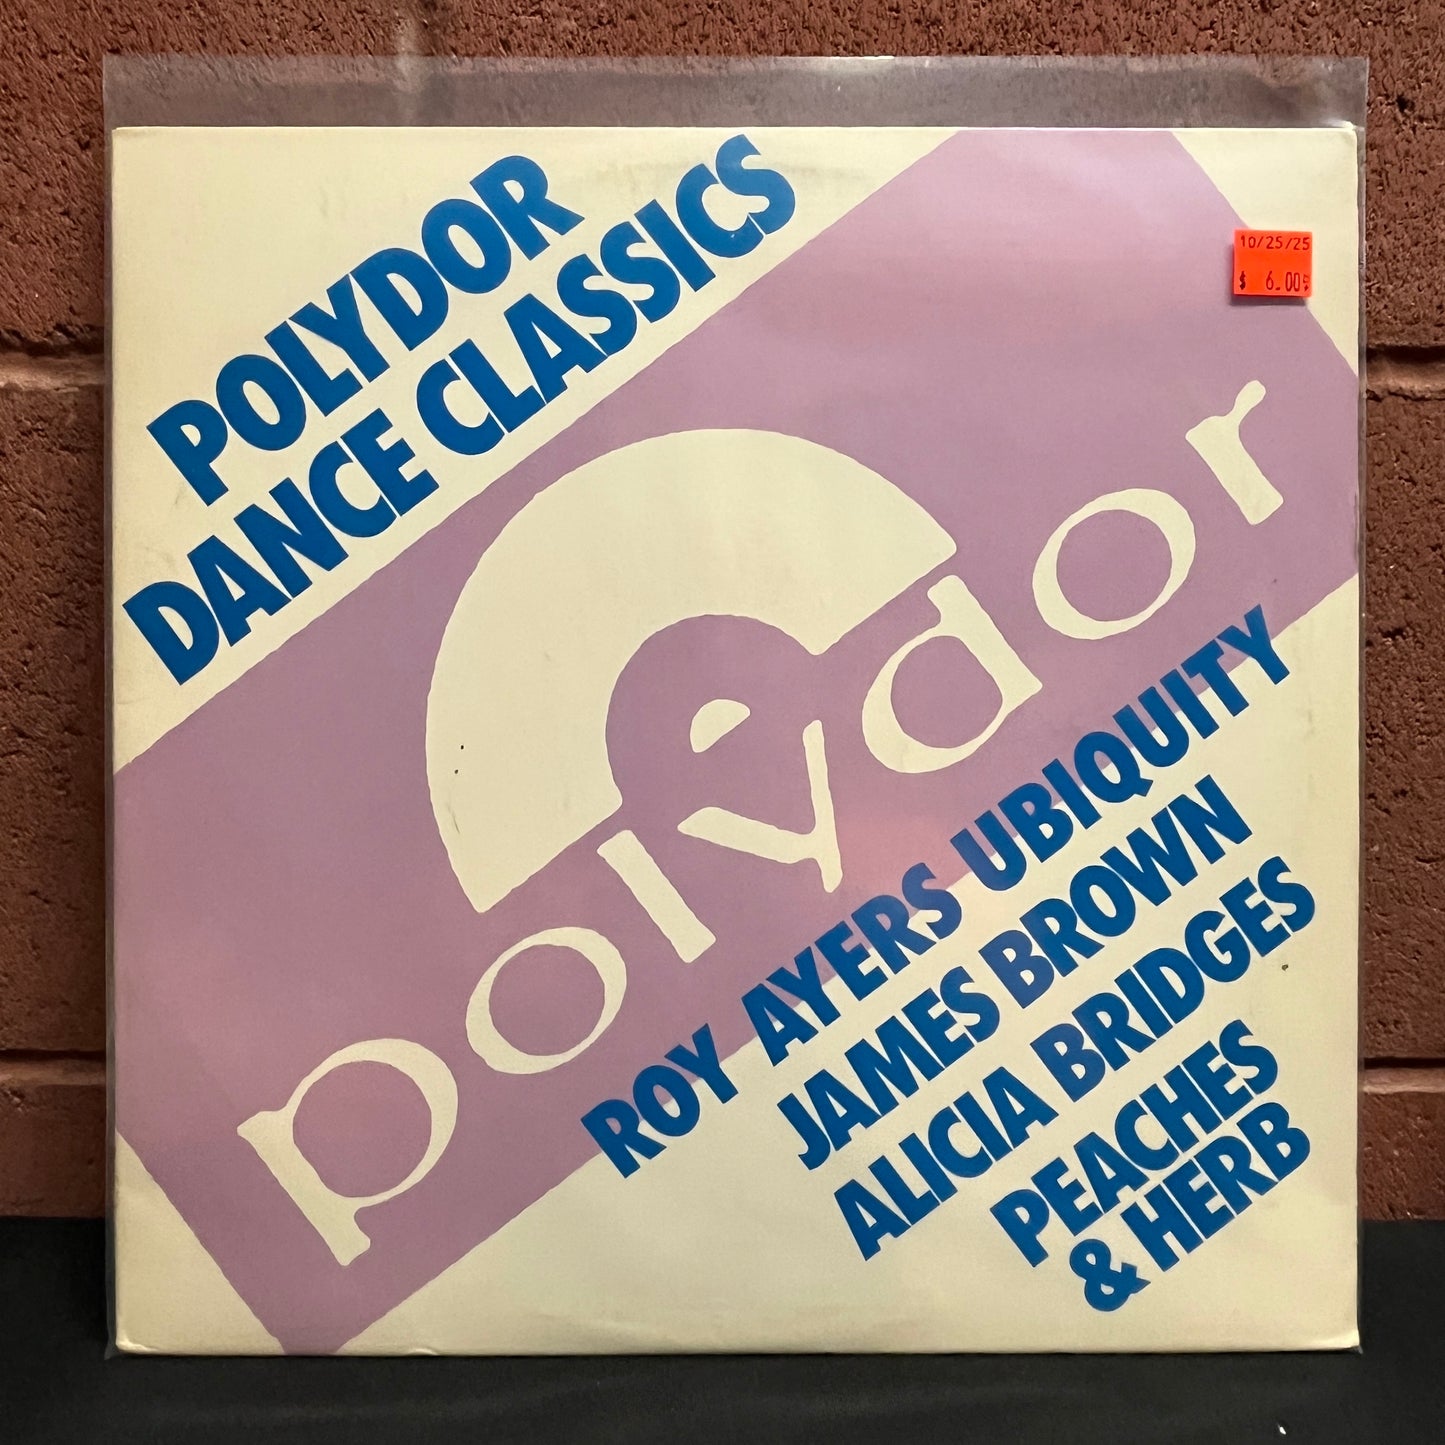 POLYDOR
DANCE CLASSICS
10/25/25
$ 6.00
polydor
ROY AYERS UBIQUITY
JAMES BROWN
ALICIA BRIDGES
PEACHES
& HERB